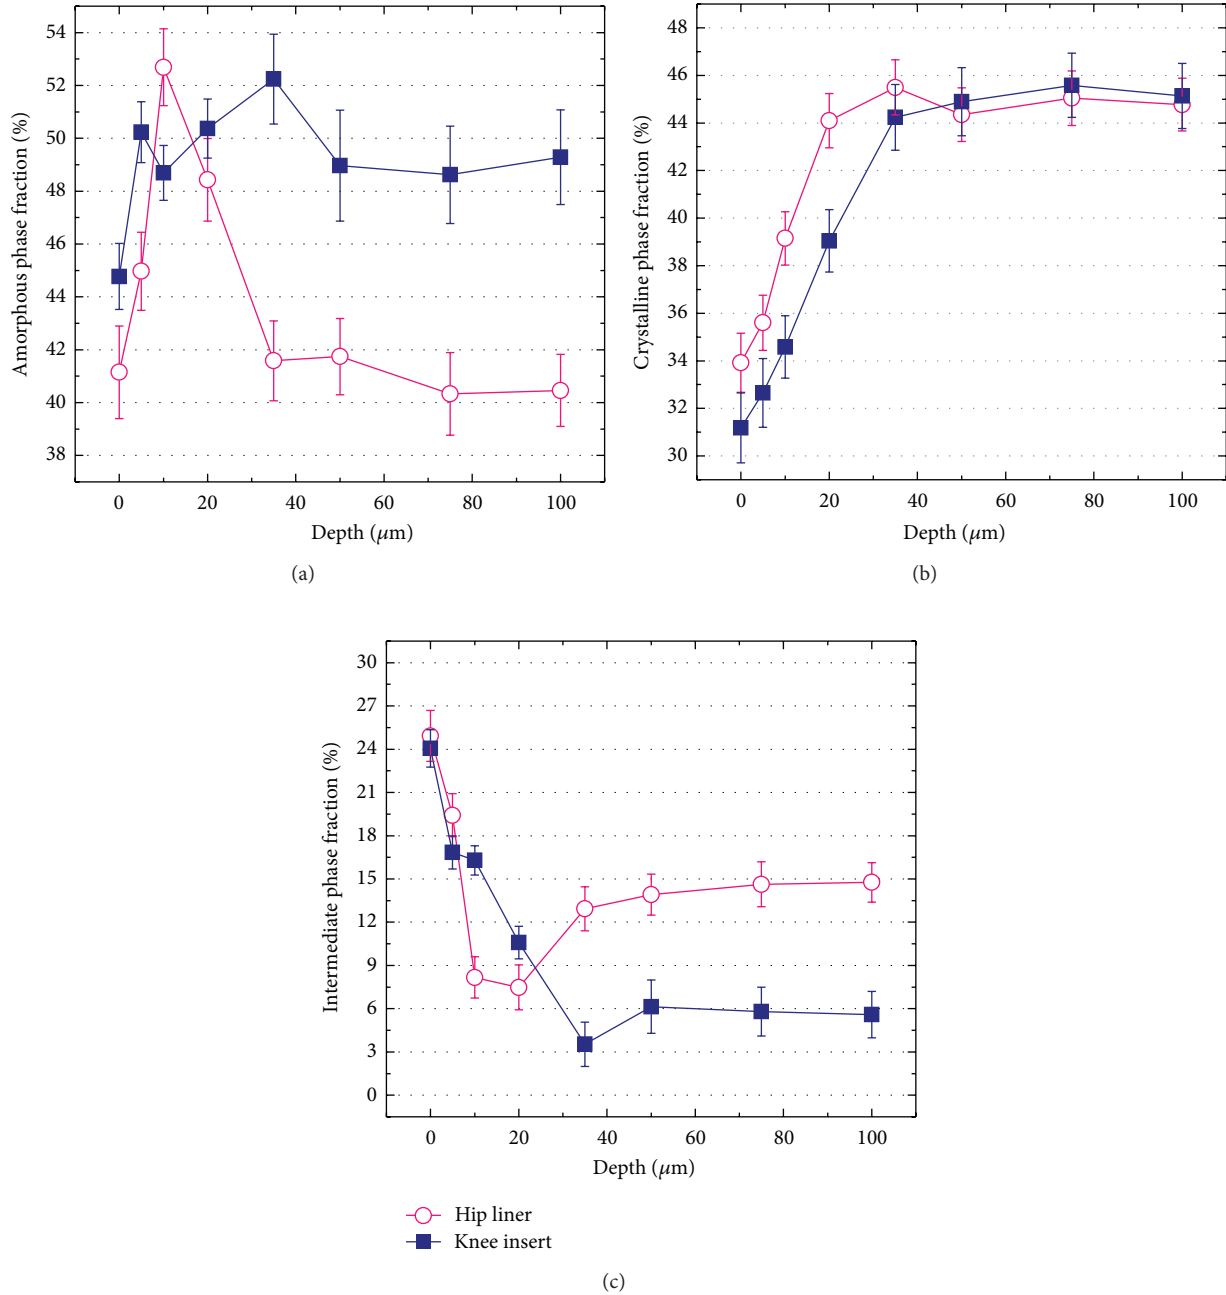 54
52
50
48
46
44
42
40
38
Amorphous phase fraction (%)
0 20 40 60 80 100
Depth (μm)
(a)
48
46
44
42
40
39
36
34
32
30
Crystalline phase fraction (%)
0 20 40 60 80 100
Depth (μm)
(b)
30
27
24
21
18
15
12
9
6
3
0
Intermediate phase fraction (%)
0 20 40 60 80 100
Depth (μm)
Hip liner
Knee insert
(c)